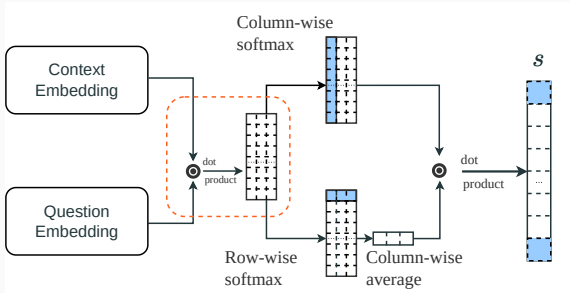 Column-wise
softmax
s
Context
Embedding
dot
product
dot
product
...
...
Question
Embedding
Row-wise
softmax
Column-wise
average